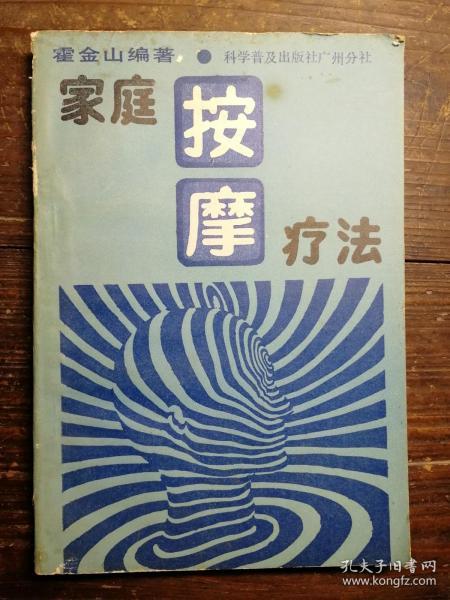 霍金山编著 ● 科学普及出版社广州分社
家庭
按
摩
疗法
孔夫子旧书网
www.kongfz.com